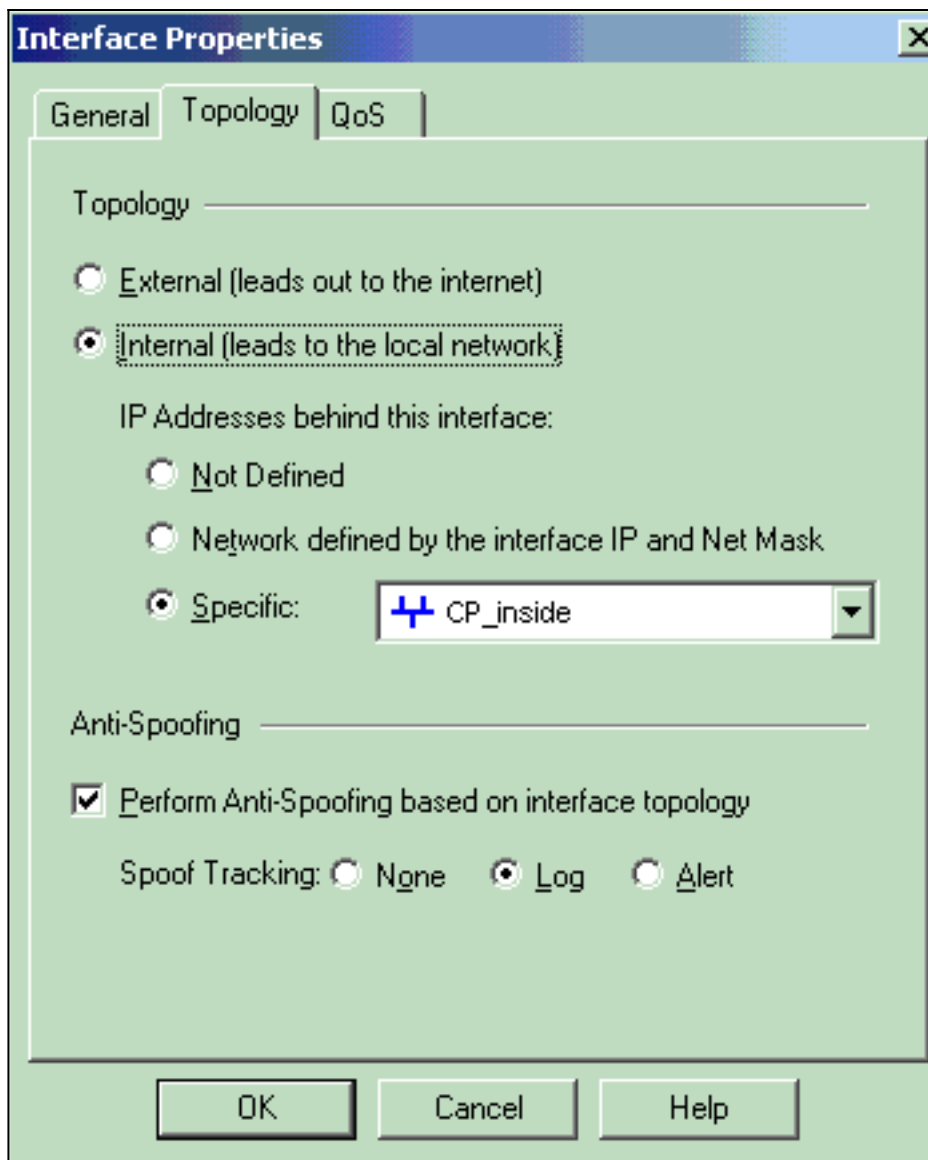 Interface Properties
General Topology QoS
Topology
External (leads out to the internet)
Internal (leads to the local network)
IP Addresses behind this interface:
Not Defined
Network defined by the interface IP and Net Mask
Specific: CP_inside
Anti-Spoofing
Perform Anti-Spoofing based on interface topology
Spoof Tracking: None Log Alert
OK Cancel Help